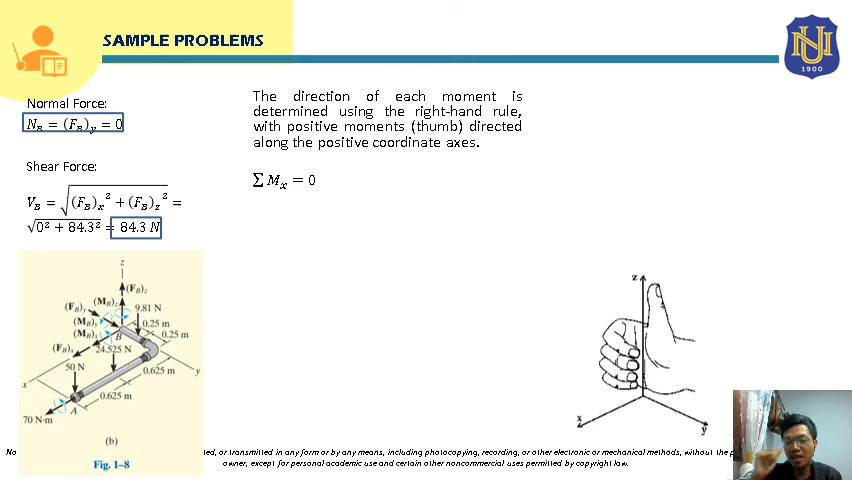 SAMPLE PROBLEMS
NU
1900
Normal Force:
N_B = (F_B)_y = 0
Shear Force:
V_B = √((F_B)_x² + (F_B)_z²) =
√(0² + 84.3²) = 84.3 N
The direction of each moment is
determined using the right-hand rule,
with positive moments (thumb) directed
along the positive coordinate axes.
∑ M_x = 0
z
(F_B)_z
(M_B)_z
9.81 N
(F_B)_y
(M_B)_y
0.25 m
(M_B)_x
B
0.25 m
(F_B)_x
24.525 N
50 N
0.625 m
x
y
0.625 m
A
70 N·m
(b)
Fig. 1–8
z
x
y
No
ted, or transmitted in any form or by any means, including photocopying, recording, or other electronic or mechanical methods, without the p
owner, except for personal academic use and certain other noncommercial uses permitted by copyright law.